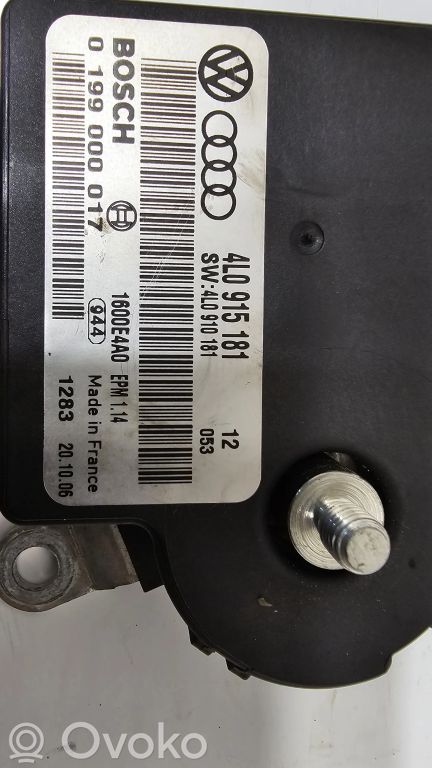 4L0 915 181
12
SW:4L0 910 181
053
BOSCH
1600E4A0
EPM 1.14
0 199 000 017
944
Made in France
1283
20.10.06
Ovoko